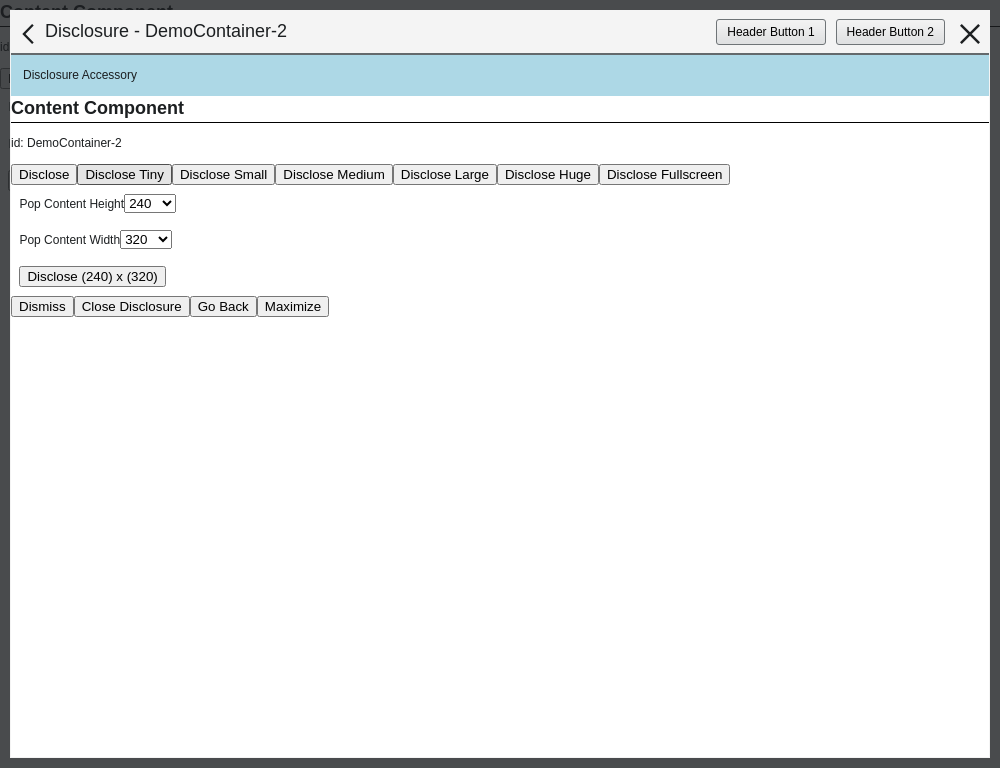 Disclosure - DemoContainer-2
Header Button 1
Header Button 2
Disclosure Accessory
Content Component
id: DemoContainer-2
Disclose Disclose Tiny Disclose Small Disclose Medium Disclose Large Disclose Huge Disclose Fullscreen
Pop Content Height 240
Pop Content Width 320
Disclose (240) x (320)
Dismiss Close Disclosure Go Back Maximize